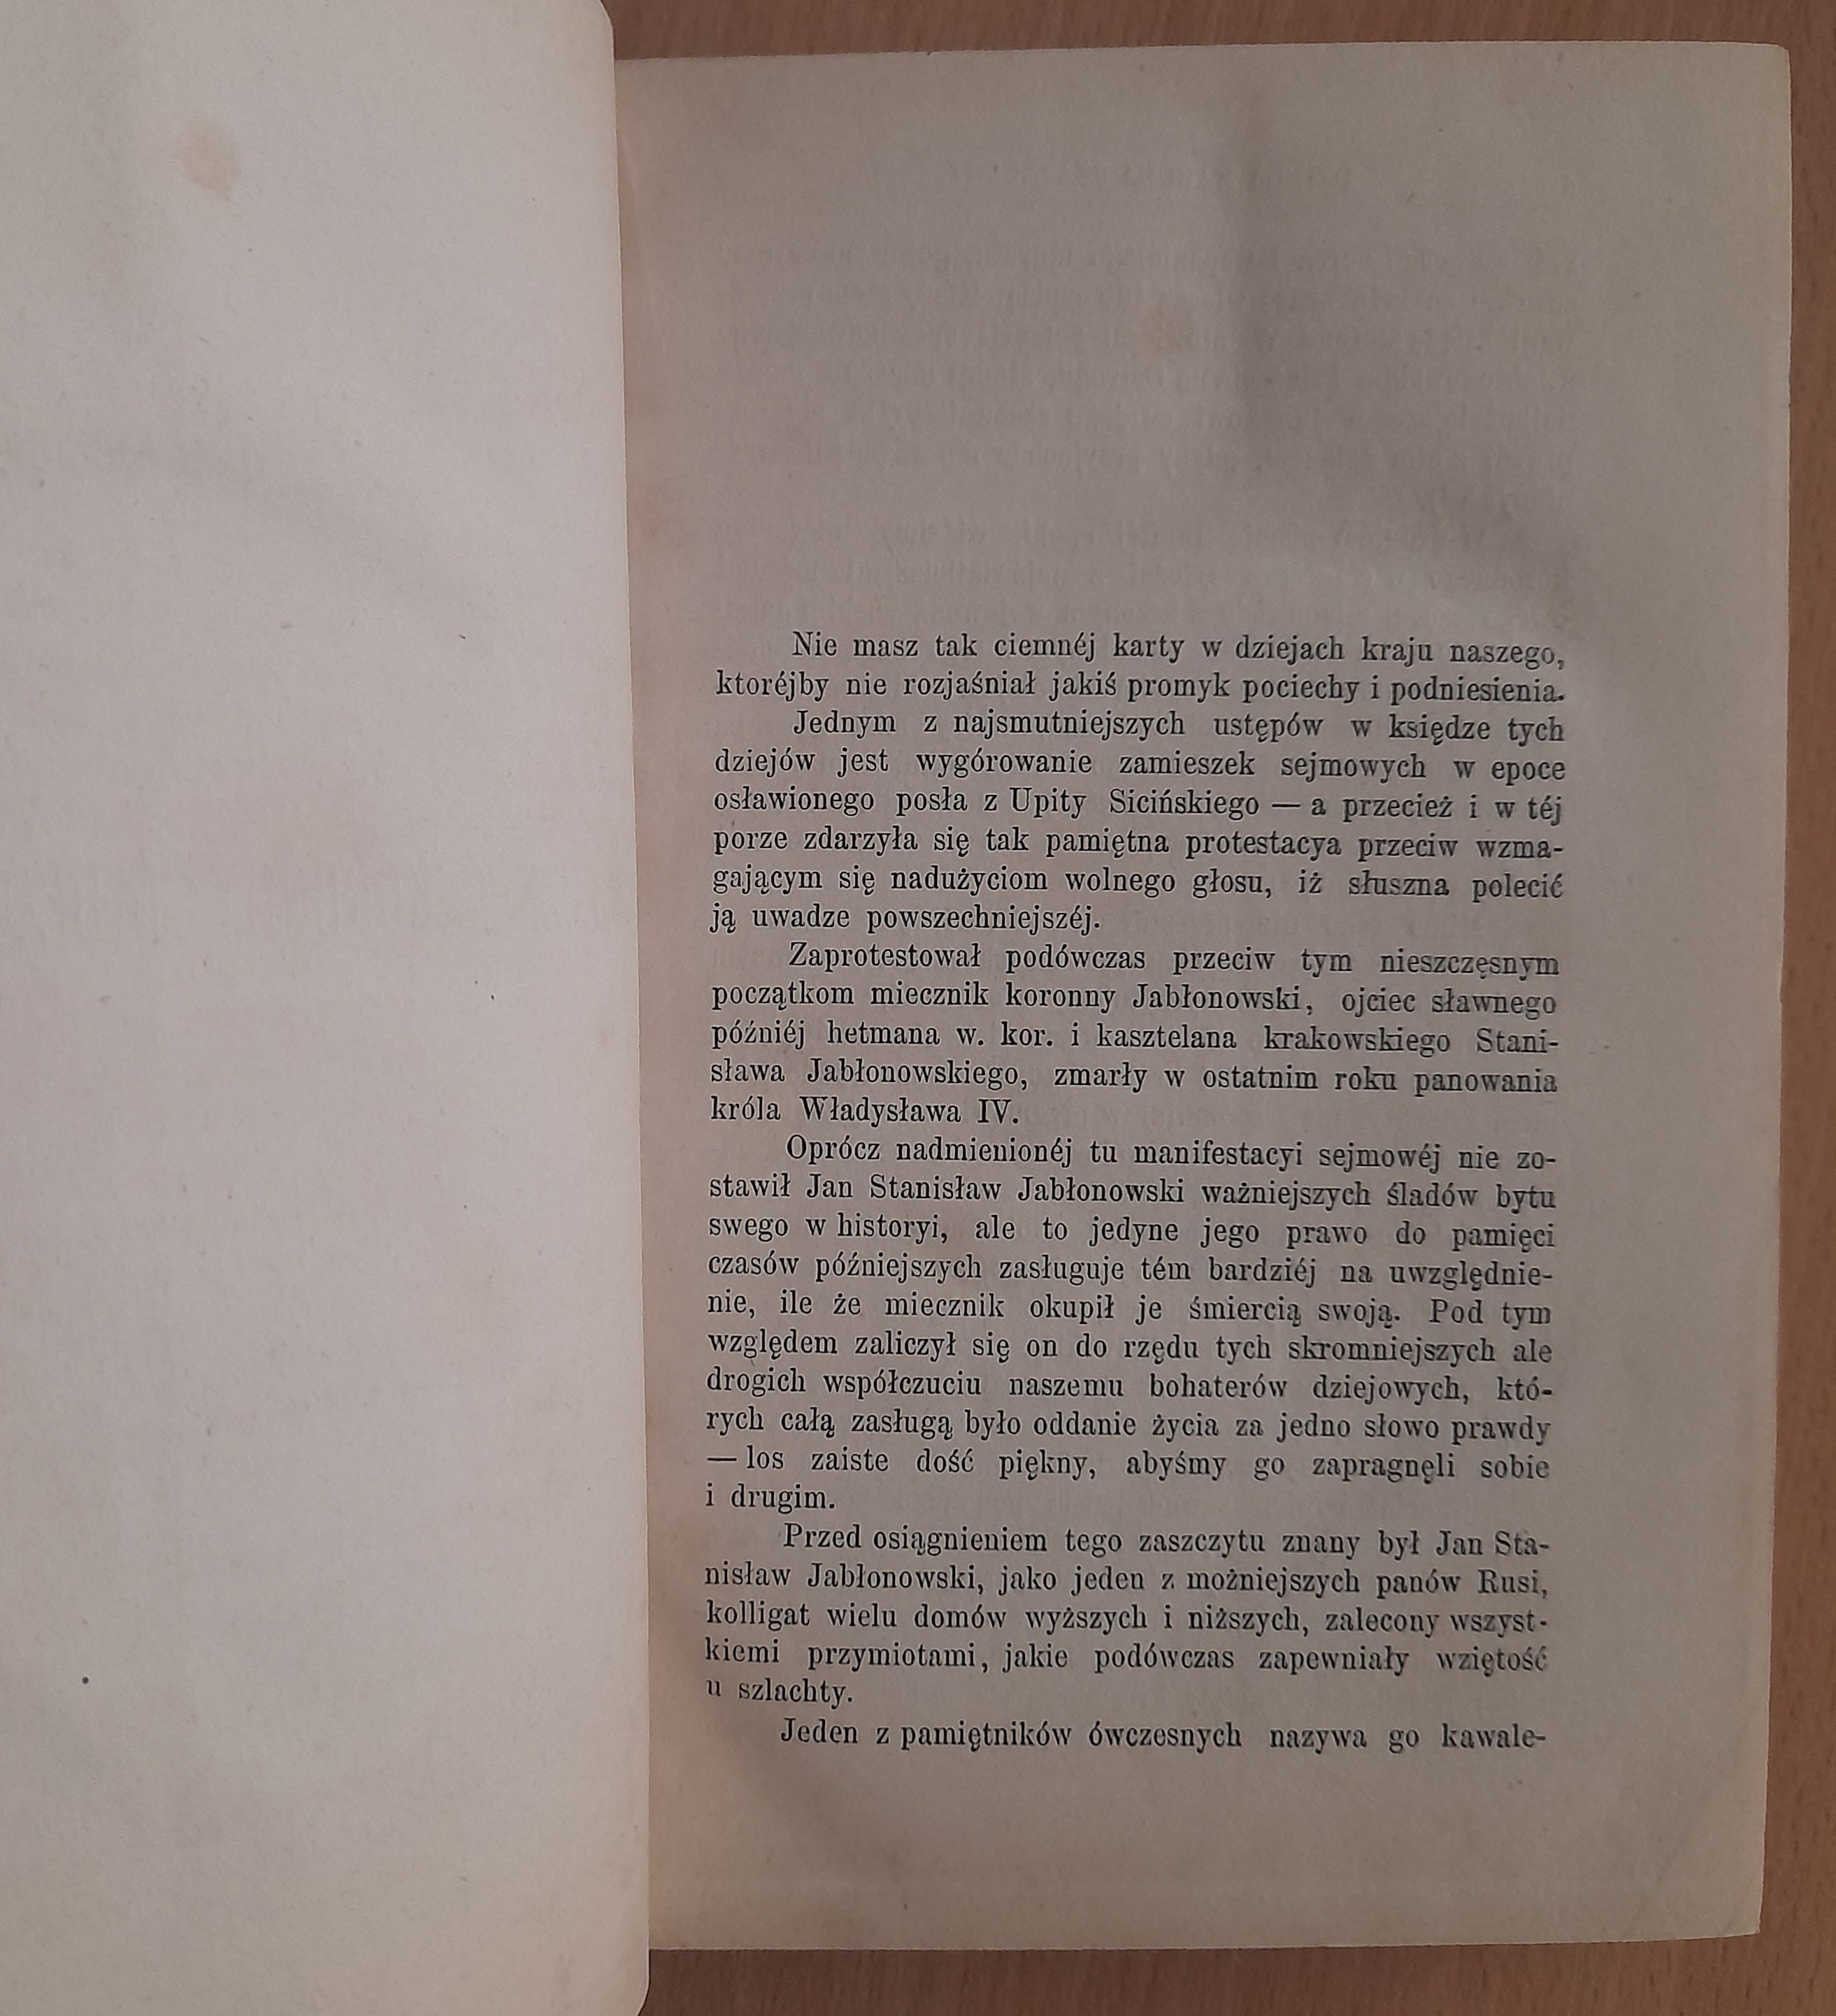 Nie masz tak ciemnéj karty w dziejach kraju naszego,
ktoréjby nie rozjaśniał jakiś promyk pociechy i podniesienia.
Jednym z najsmutniejszych ustępów w księdze tych
dziejów jest wygórowanie zamieszek sejmowych w epoce
osławionego posła z Upity Sicińskiego — a przecież i w téj
porze zdarzyła się tak pamiętna protestacya przeciw wzma-
gającym się nadużyciom wolnego głosu, iż słuszna polecić
ją uwadze powszechniejszéj.
Zaprotestował podówczas przeciw tym nieszczęsnym
początkom miecznik koronny Jabłonowski, ojciec sławnego
późniéj hetmana w. kor. i kasztelana krakowskiego Stani-
sława Jabłonowskiego, zmarły w ostatnim roku panowania
króla Władysława IV.
Oprócz nadmienionéj tu manifestacyi sejmowéj nie zo-
stawił Jan Stanisław Jabłonowski ważniejszych śladów bytu
swego w historyi, ale to jedyne jego prawo do pamięci
czasów późniejszych zasługuje tém bardziéj na uwzględnie-
nie, ile że miecznik okupił je śmiercią swoją. Pod tym
względem zaliczył się on do rzędu tych skromniejszych ale
drogich współczuciu naszemu bohaterów dziejowych, któ-
rych całą zasługą było oddanie życia za jedno słowo prawdy
— los zaiste dość piękny, abyśmy go zapragnęli sobie
i drugim.
Przed osiągnieniem tego zaszczytu znany był Jan Sta-
nisław Jabłonowski, jako jeden z możniejszych panów Rusi,
kolligat wielu domów wyższych i niższych, zalecony wszyst-
kiemi przymiotami, jakie podówczas zapewniały wziętość
u szlachty.
Jeden z pamiętników ówczesnych nazywa go kawale-